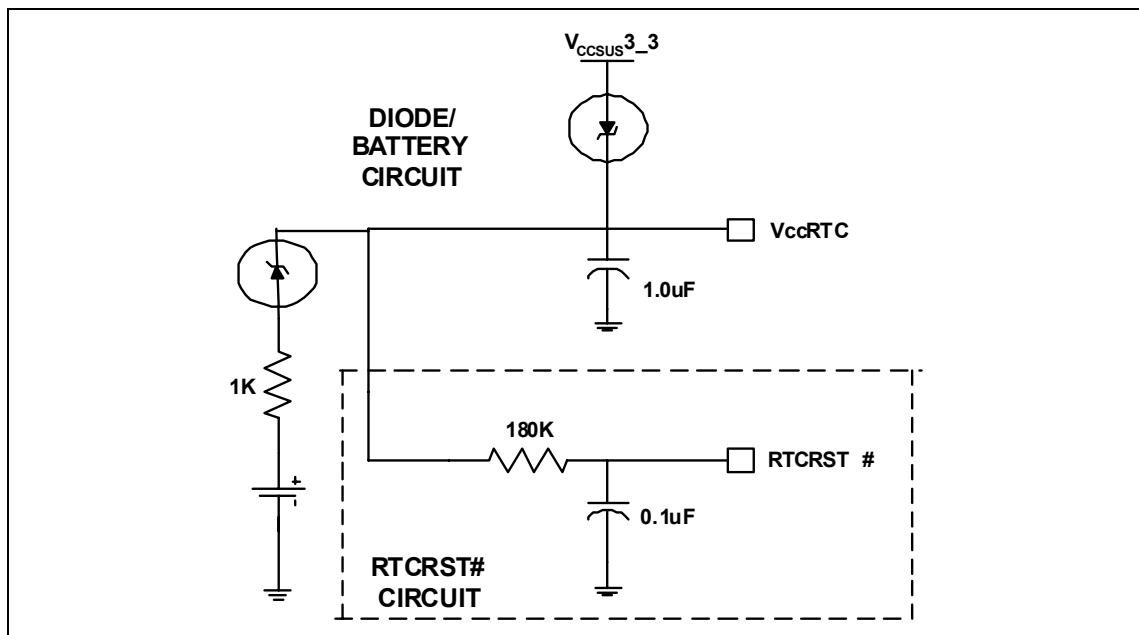 VCCSUS3_3
DIODE/
BATTERY
CIRCUIT
VccRTC
1.0uF
1K
180K
RTCRST #
+
-
0.1uF
RTCRST#
CIRCUIT